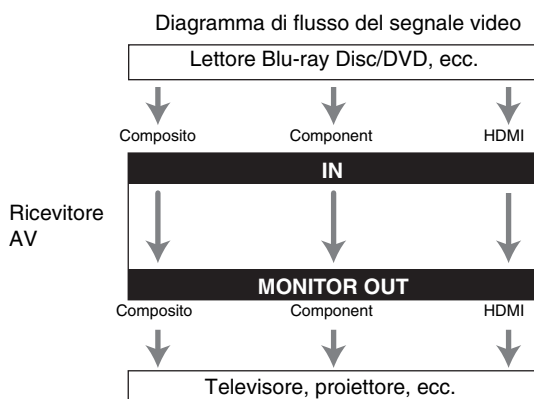 Diagramma di flusso del segnale video
Lettore Blu-ray Disc/DVD, ecc.
Composito Component HDMI
IN
Ricevitore
AV
MONITOR OUT
Composito Component HDMI
Televisore, proiettore, ecc.